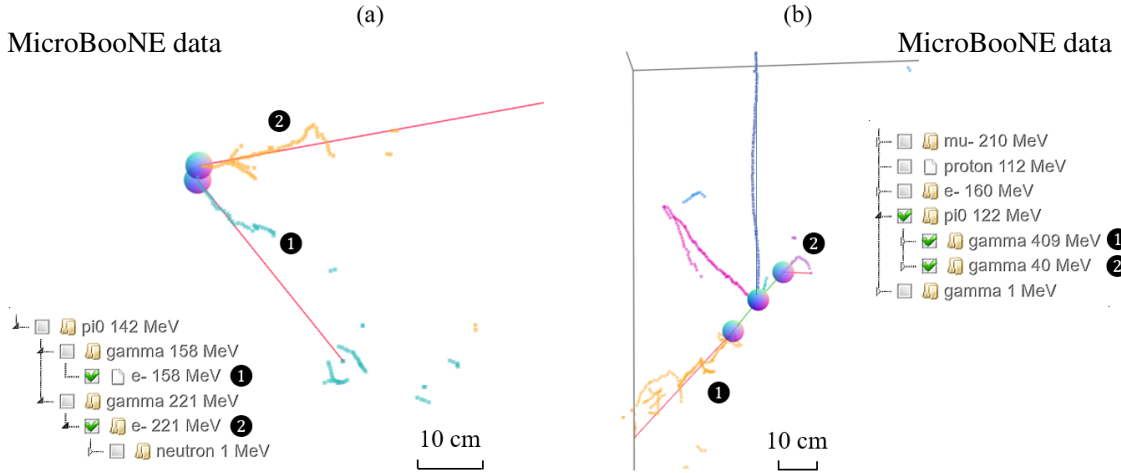 (a)
MicroBooNE data
2
1
pi0 142 MeV
gamma 158 MeV
e- 158 MeV 1
gamma 221 MeV
e- 221 MeV 2
neutron 1 MeV
10 cm
(b)
MicroBooNE data
2
1
mu- 210 MeV
proton 112 MeV
e- 160 MeV
pi0 122 MeV
gamma 409 MeV 1
gamma 40 MeV 2
gamma 1 MeV
10 cm